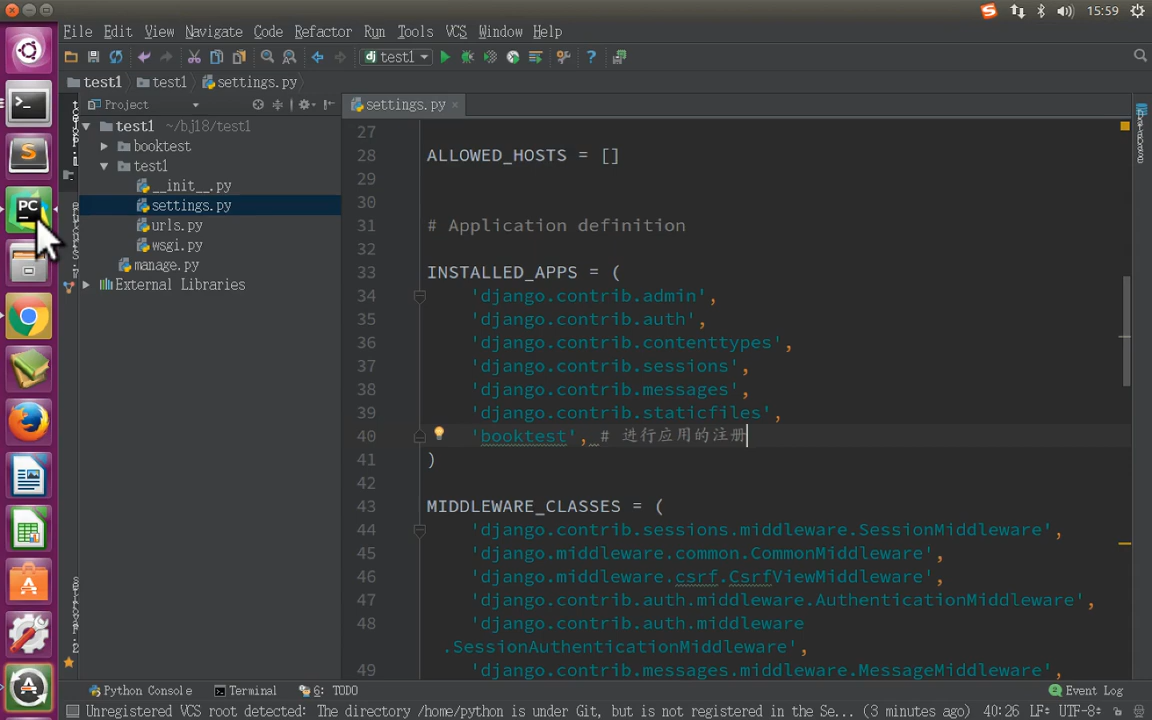 15:59
File Edit View Navigate Code Refactor Run Tools VCS Window Help
dj test1
test1 test1 settings.py
Project
settings.py ×
test1 ~/bj18/test1
booktest
test1
__init__.py
settings.py
urls.py
wsgi.py
manage.py
External Libraries
27
28 ALLOWED_HOSTS = []
29
30
31 # Application definition
32
33 INSTALLED_APPS = (
34 'django.contrib.admin',
35 'django.contrib.auth',
36 'django.contrib.contenttypes',
37 'django.contrib.sessions',
38 'django.contrib.messages',
39 'django.contrib.staticfiles',
40 'booktest', # 进行应用的注册
41 )
42
43 MIDDLEWARE_CLASSES = (
44 'django.contrib.sessions.middleware.SessionMiddleware',
45 'django.middleware.common.CommonMiddleware',
46 'django.middleware.csrf.CsrfViewMiddleware',
47 'django.contrib.auth.middleware.AuthenticationMiddleware',
48 'django.contrib.auth.middleware
.SessionAuthenticationMiddleware',
49 'django.contrib.messages.middleware.MessageMiddleware',
Python Console Terminal 6: TODO Event Log
Unregistered VCS root detected: The directory /home/python is under Git, but is not registered in the Se... (3 minutes ago) 40:26 LF÷ UTF-8÷